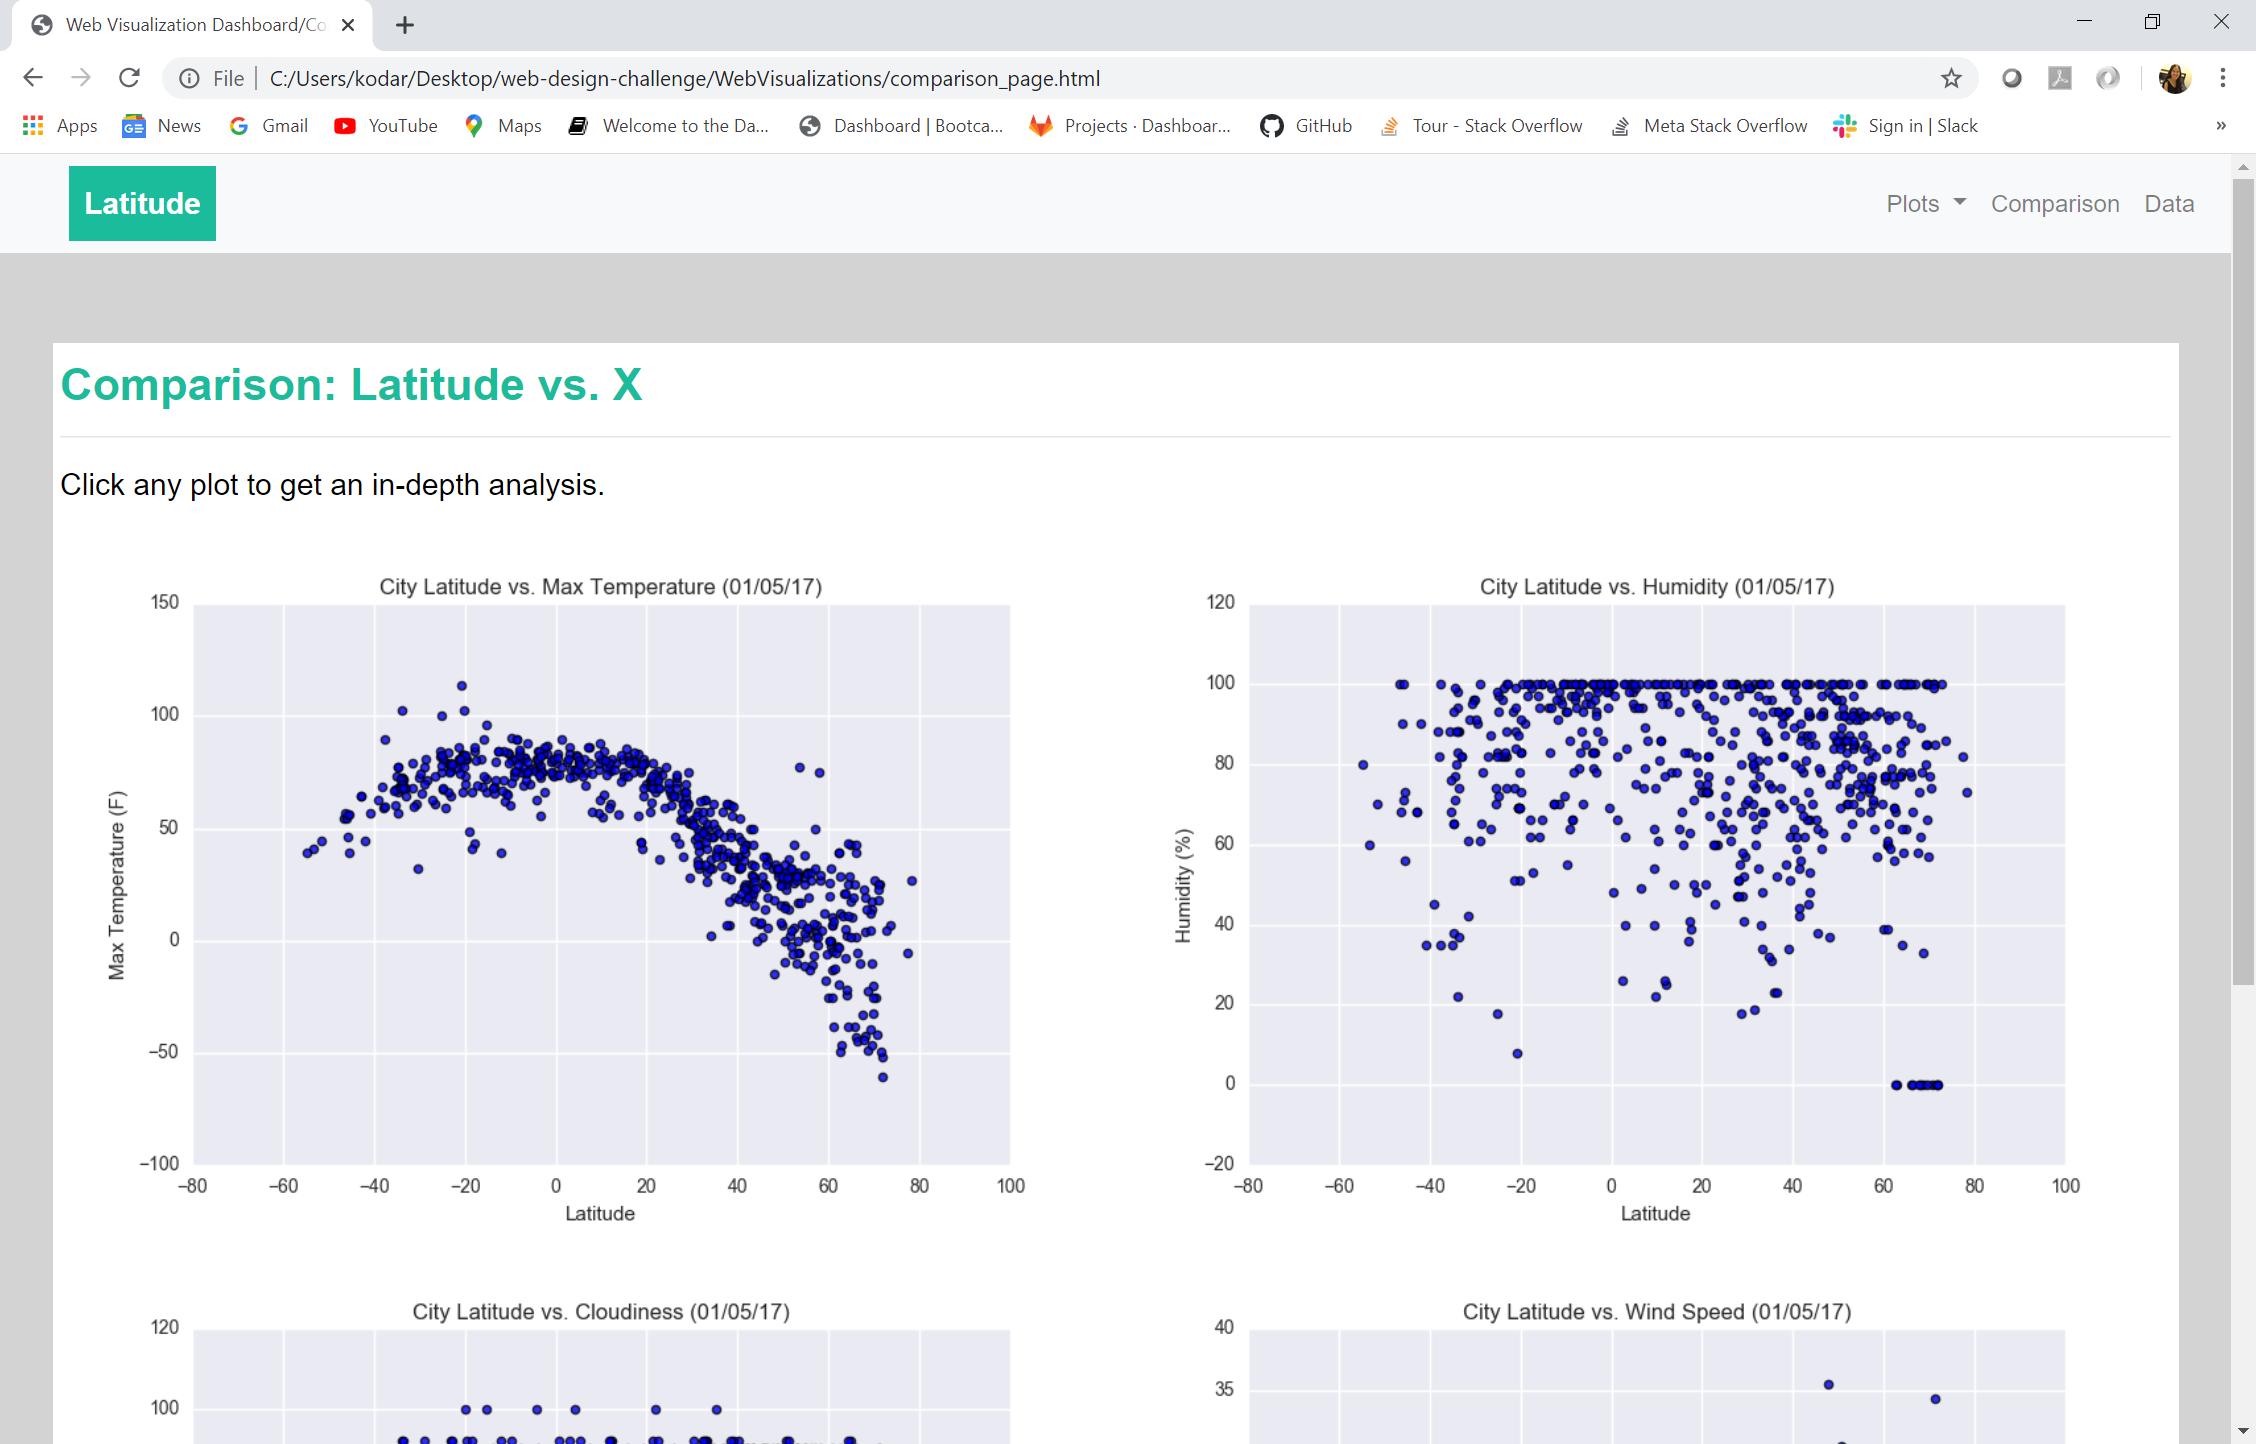 Web Visualization Dashboard/Co
File C:/Users/kodar/Desktop/web-design-challenge/WebVisualizations/comparison_page.html
Apps News Gmail YouTube Maps Welcome to the Da... Dashboard | Bootca... Projects · Dashboar... GitHub Tour - Stack Overflow Meta Stack Overflow Sign in | Slack »
Latitude Plots Comparison Data
Comparison: Latitude vs. X
Click any plot to get an in-depth analysis.
City Latitude vs. Max Temperature (01/05/17)
150
100
50
0
−50
−100
Max Temperature (F)
−80 −60 −40 −20 0 20 40 60 80 100
Latitude
City Latitude vs. Humidity (01/05/17)
120
100
80
60
40
20
0
−20
Humidity (%)
−80 −60 −40 −20 0 20 40 60 80 100
Latitude
City Latitude vs. Cloudiness (01/05/17)
120
100
City Latitude vs. Wind Speed (01/05/17)
40
35